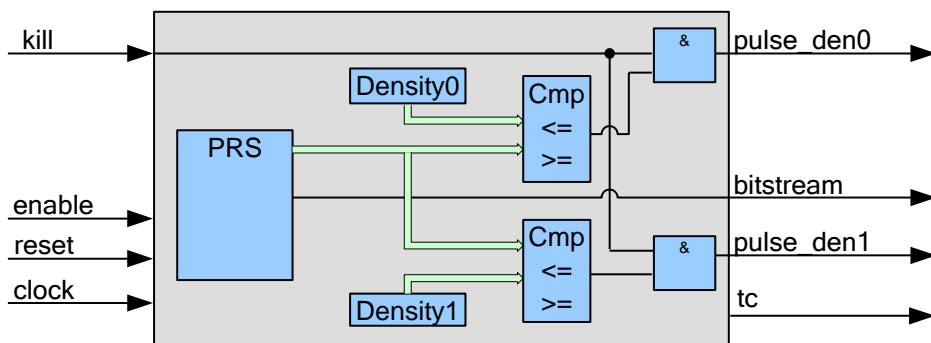 kill
Density0
Cmp
<=
>=
&
pulse_den0
PRS
bitstream
enable
reset
clock
Cmp
<=
>=
Density1
&
pulse_den1
tc